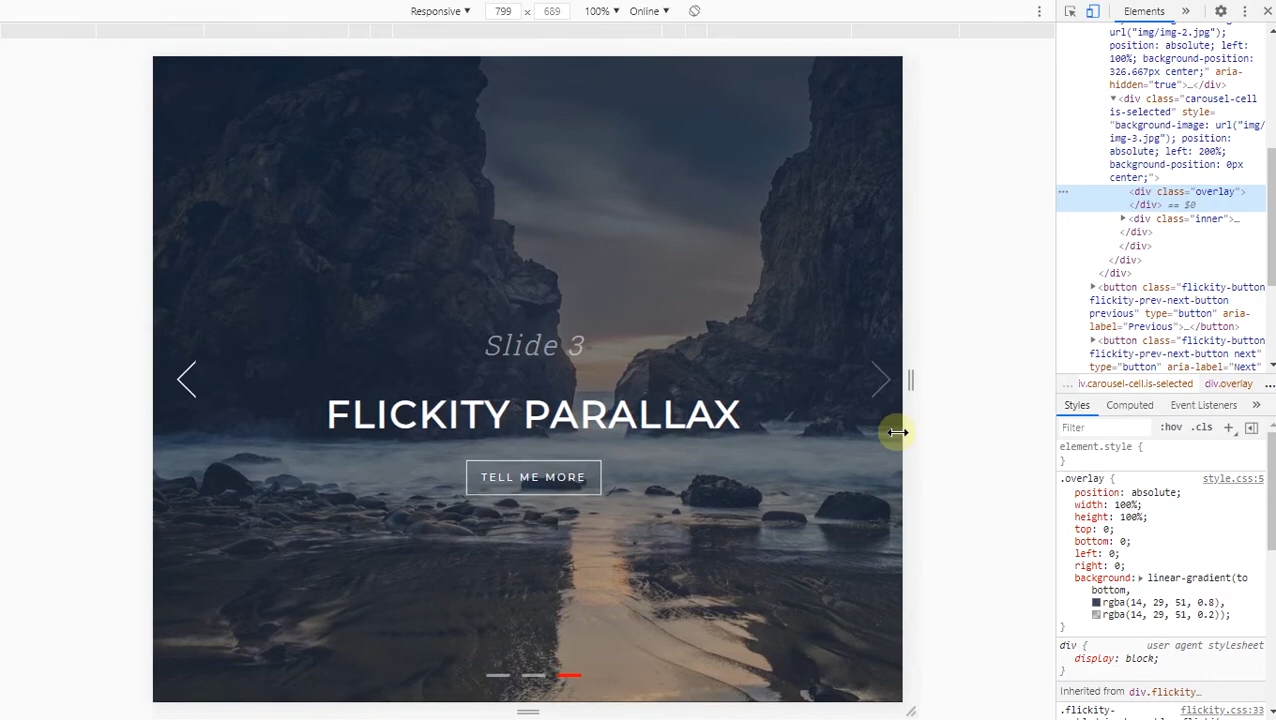 Responsive ▼ 799 × 689 100% ▼ Online ▼
Elements »
url("img/img-2.jpg");
position: absolute; left:
100%; background-position:
326.667px center;" aria-
hidden="true">…</div>
▼<div class="carousel-cell
is-selected" style=
"background-image: url("img/
img-3.jpg"); position:
absolute; left: 200%;
background-position: 0px
center;">
<div class="overlay">
</div> == $0
▶<div class="inner">…
</div>
</div>
</div>
</div>
▶<button class="flickity-button
flickity-prev-next-button
previous" type="button" aria-
label="Previous">…</button>
▶<button class="flickity-button
flickity-prev-next-button next"
type="button" aria-label="Next"
… iv.carousel-cell.is-selected div.overlay
Styles Computed Event Listeners »
Filter :hov .cls +
element.style {
}
.overlay { style.css:5
position: absolute;
width: 100%;
height: 100%;
top: 0;
bottom: 0;
left: 0;
right: 0;
background: ▶ linear-gradient(to
bottom,
rgba(14, 29, 51, 0.8),
rgba(14, 29, 51, 0.2));
}
div { user agent stylesheet
display: block;
}
Inherited from div.flickity…
.flickity- flickity.css:33
Slide 3
FLICKITY PARALLAX
TELL ME MORE